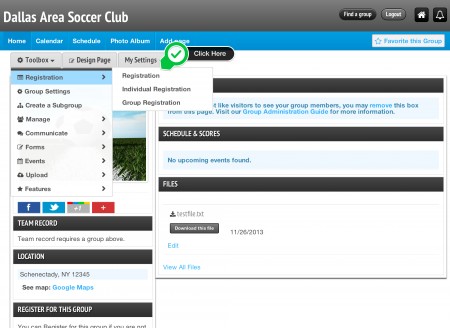 Dallas Area Soccer Club
Find a group
Logout
Home
Calendar
Schedule
Photo Album
Add page
Favorite this Group
Toolbox
Design Page
My Settings
Click Here
Registration
Group Settings
Create a Subgroup
Manage
Communicate
Forms
Events
Upload
Features
Registration
Individual Registration
Group Registration
like visitors to see your group members, you may remove this box
from this page. Visit our Group Administration Guide for more information.
SCHEDULE & SCORES
No upcoming events found.
FILES
testfile.txt
Download this file
11/26/2013
Edit
View All Files
TEAM RECORD
Team record requires a group above.
LOCATION
Schenectady, NY 12345
See map: Google Maps
REGISTER FOR THIS GROUP
You can Register for this group if you are not